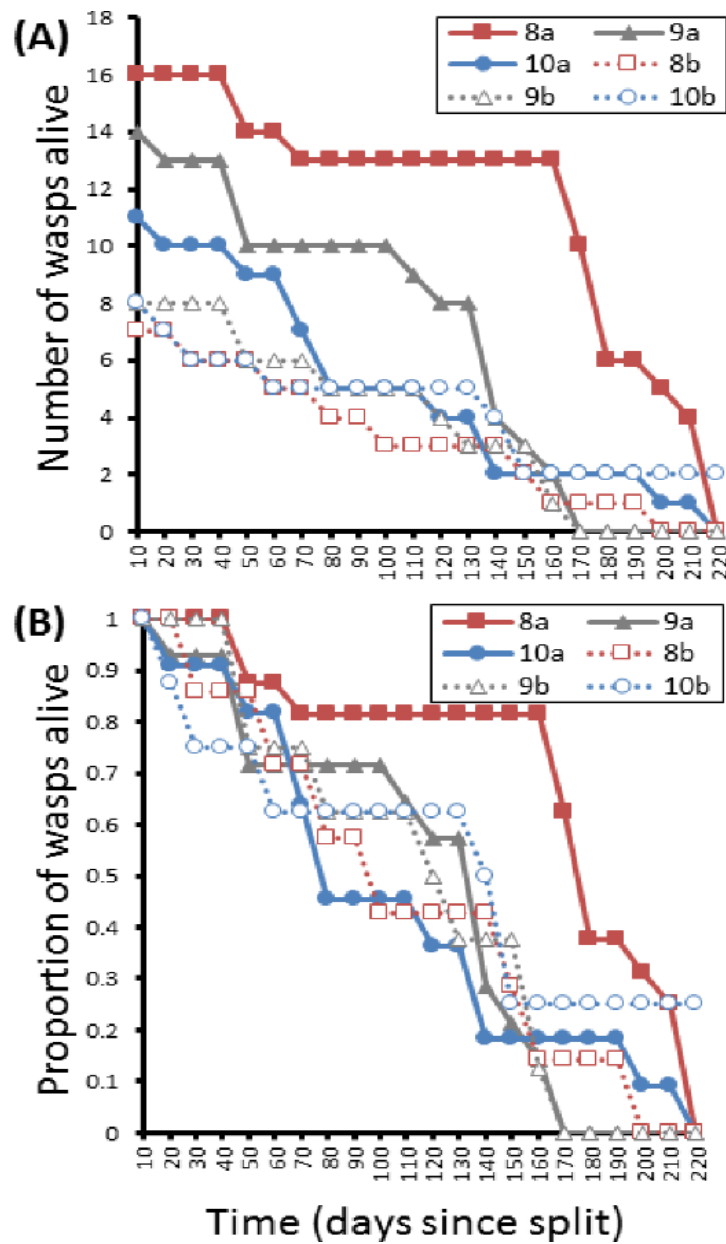 (A)
8a 9a
10a 8b
9b 10b
Number of wasps alive
18
16
14
12
10
8
6
4
2
0
10 20 30 40 50 60 70 80 90 100 110 120 130 140 150 160 170 180 190 200 210 220
(B)
8a 9a
10a 8b
9b 10b
Proportion of wasps alive
1
0.9
0.8
0.7
0.6
0.5
0.4
0.3
0.2
0.1
0
10 20 30 40 50 60 70 80 90 100 110 120 130 140 150 160 170 180 190 200 210 220
Time (days since split)